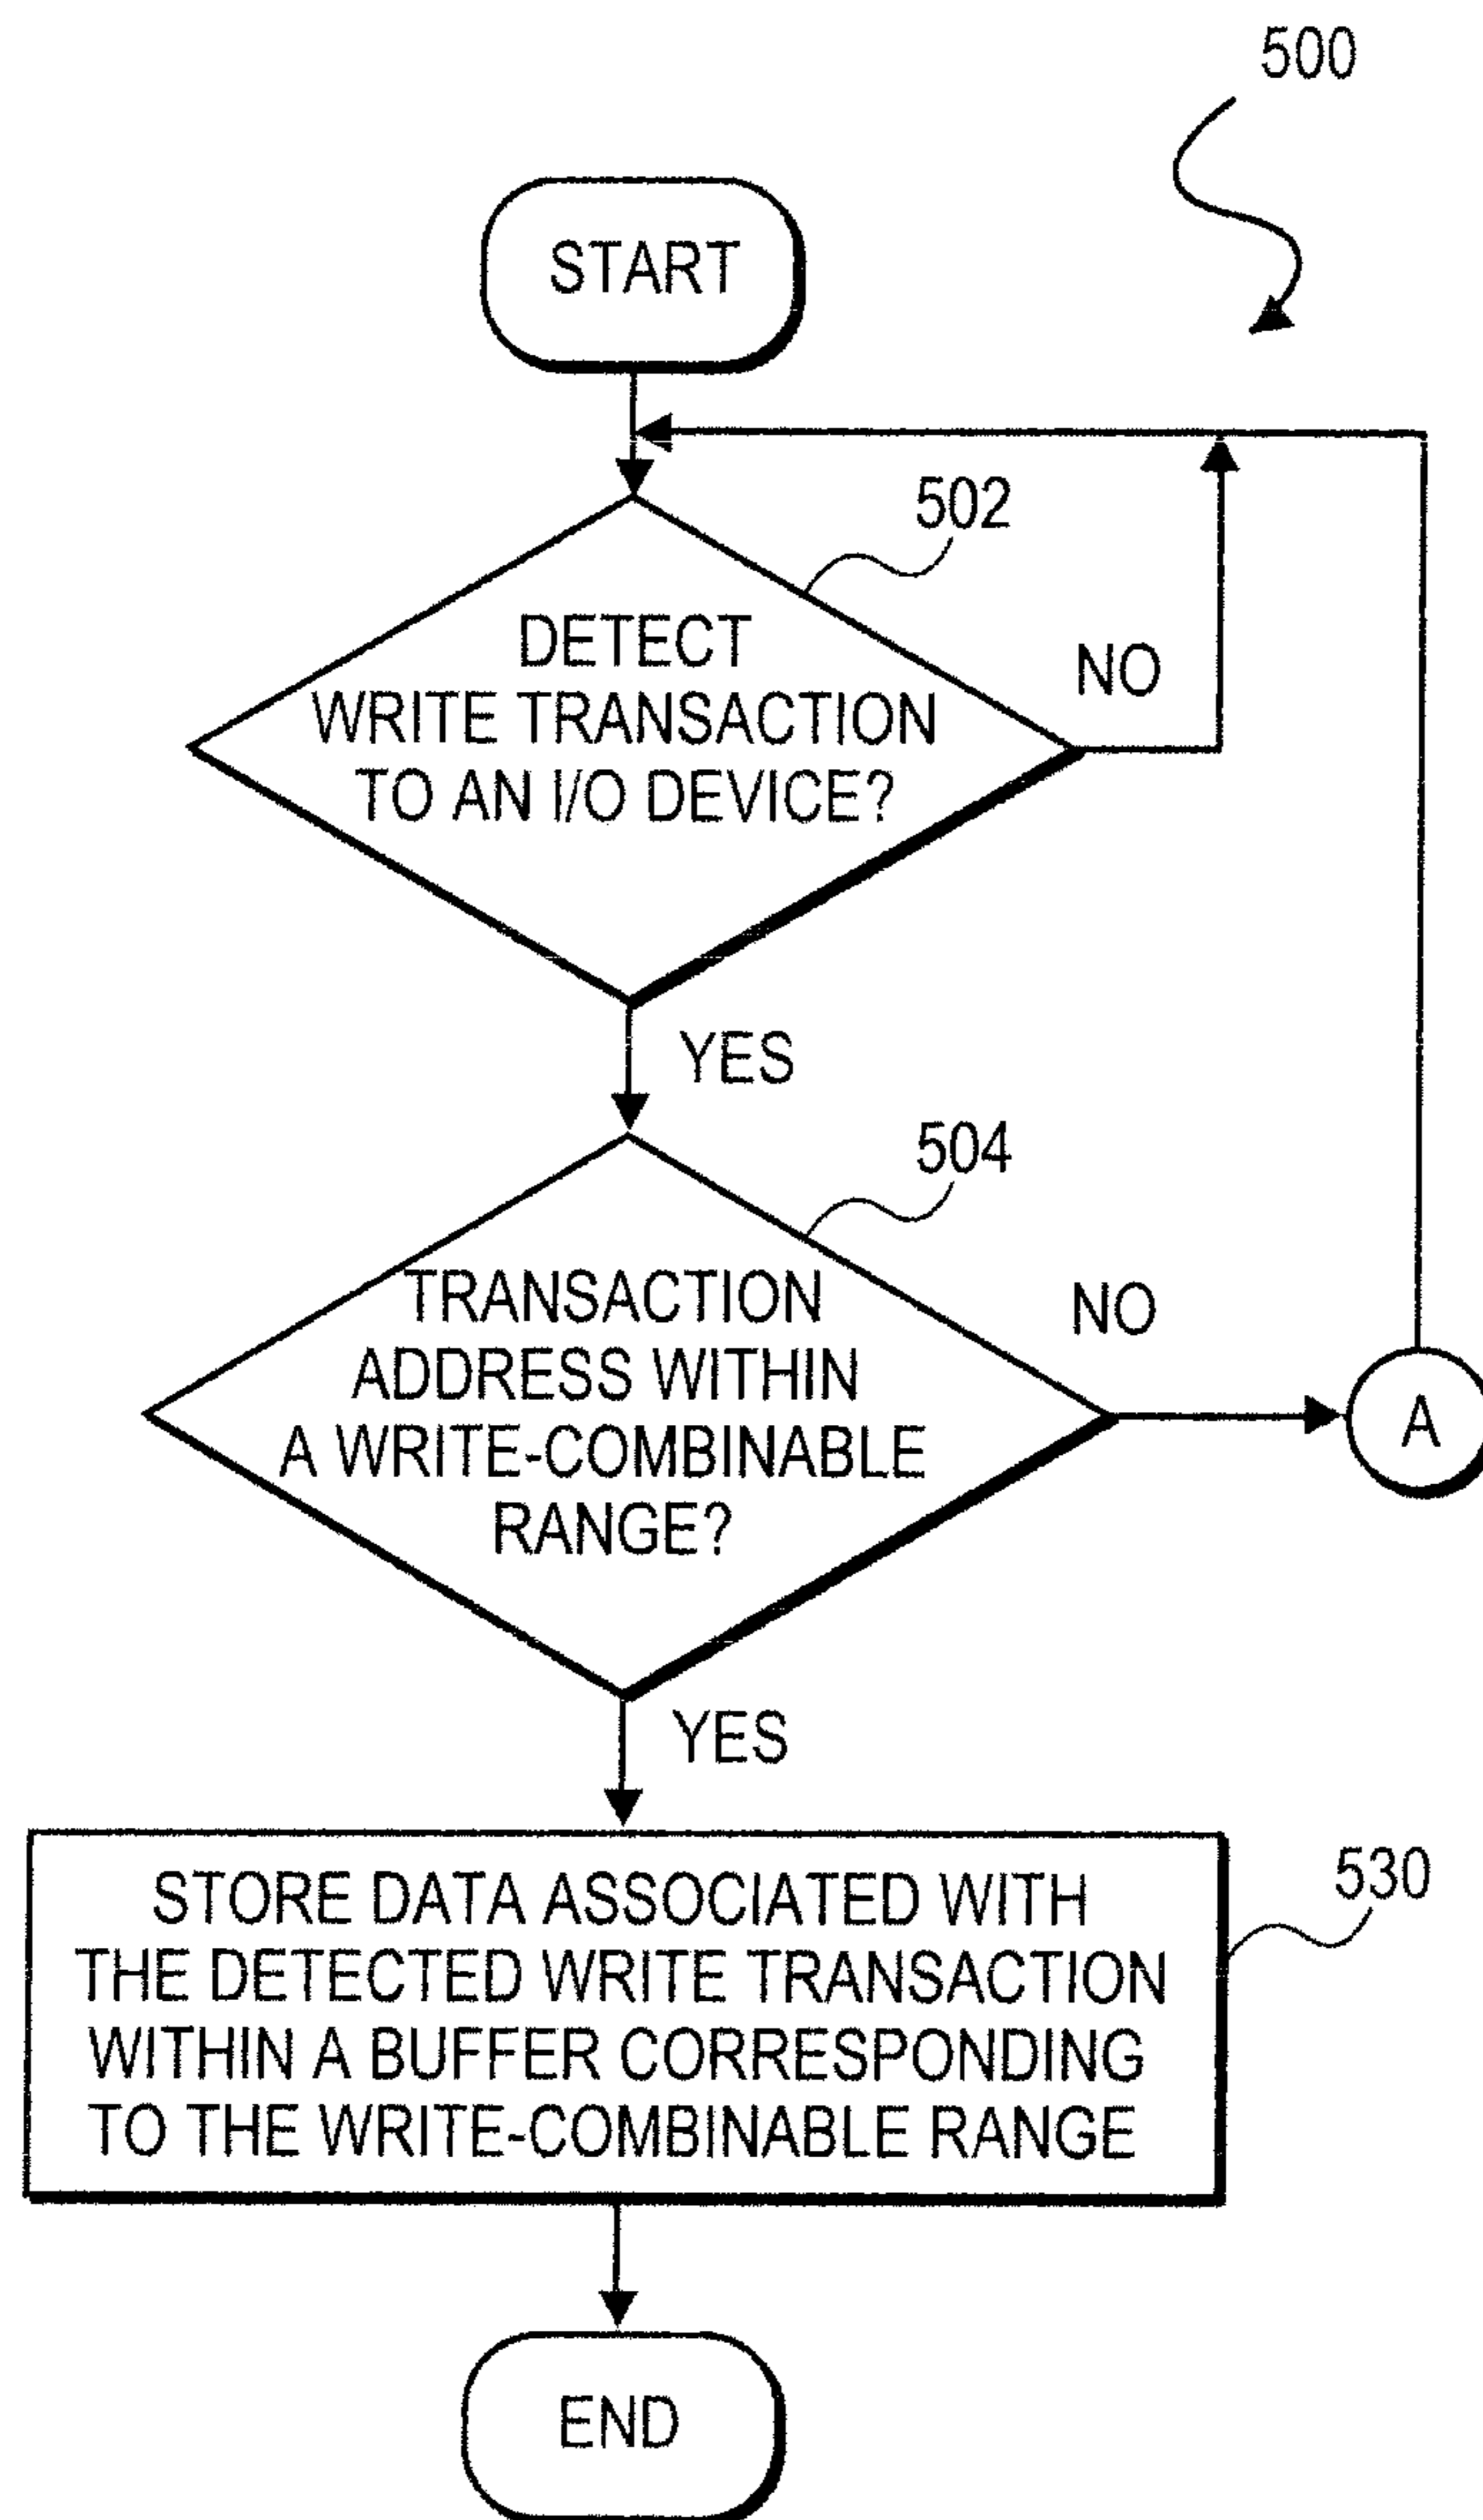 500
START
502
DETECT
WRITE TRANSACTION
TO AN I/O DEVICE?
NO
YES
504
TRANSACTION
ADDRESS WITHIN
A WRITE-COMBINABLE
RANGE?
NO
A
YES
530
STORE DATA ASSOCIATED WITH
THE DETECTED WRITE TRANSACTION
WITHIN A BUFFER CORRESPONDING
TO THE WRITE-COMBINABLE RANGE
END